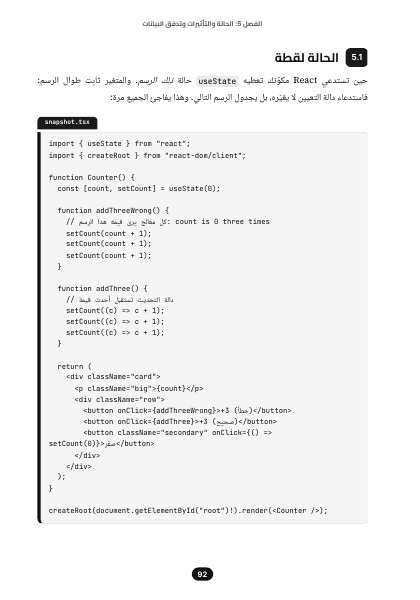 الفصل 5: الحالة والتأثيرات وتدفق البيانات
5.1 الحالة لقطة
حين تستدعي React مكوّنك تعطيه useState حالة ذلك الرسم. والمتغير ثابت طوال الرسم:
فاستدعاء دالة التعيين لا يغيّره، بل يجدول الرسم التالي. وهذا يفاجئ الجميع مرة:
snapshot.tsx
import { useState } from "react";
import { createRoot } from "react-dom/client";
function Counter() {
const [count, setCount] = useState(0);
function addThreeWrong() {
// كل معالج يرى قيمة هذا الرسم: count is 0 three times
setCount(count + 1);
setCount(count + 1);
setCount(count + 1);
}
function addThree() {
// دالة التحديث تستقبل أحدث قيمة
setCount((c) => c + 1);
setCount((c) => c + 1);
setCount((c) => c + 1);
}
return (
<div className="card">
<p className="big">{count}</p>
<div className="row">
<button onClick={addThreeWrong}>+3 (خطأ)</button>
<button onClick={addThree}>+3 (صحيح)</button>
<button className="secondary" onClick={() =>
setCount(0)}>صفر</button>
</div>
</div>
);
}
createRoot(document.getElementById("root")!).render(<Counter />);
92